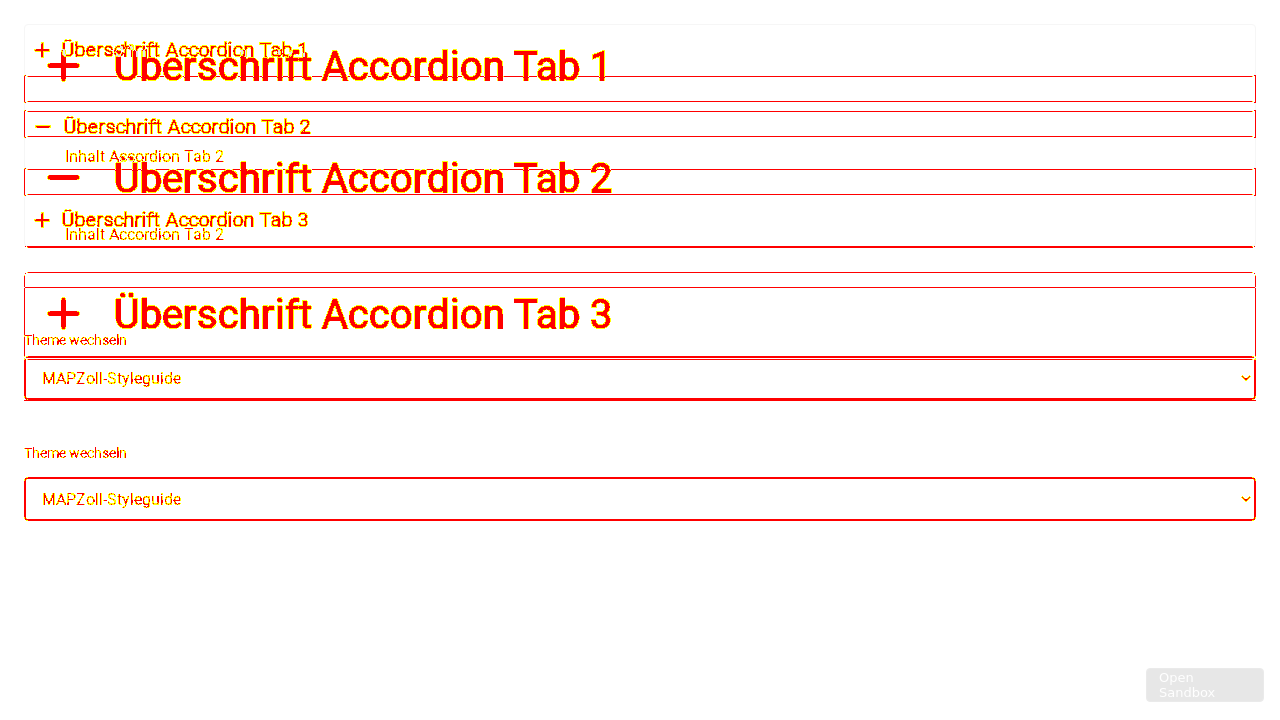 Überschrift Accordion Tab 1
Überschrift Accordion Tab 1
Überschrift Accordion Tab 2
Inhalt Accordion Tab 2
Überschrift Accordion Tab 2
Überschrift Accordion Tab 3
Inhalt Accordion Tab 2
Überschrift Accordion Tab 3
Theme wechseln
MAPZoll-Styleguide
Theme wechseln
MAPZoll-Styleguide
Open
Sandbox